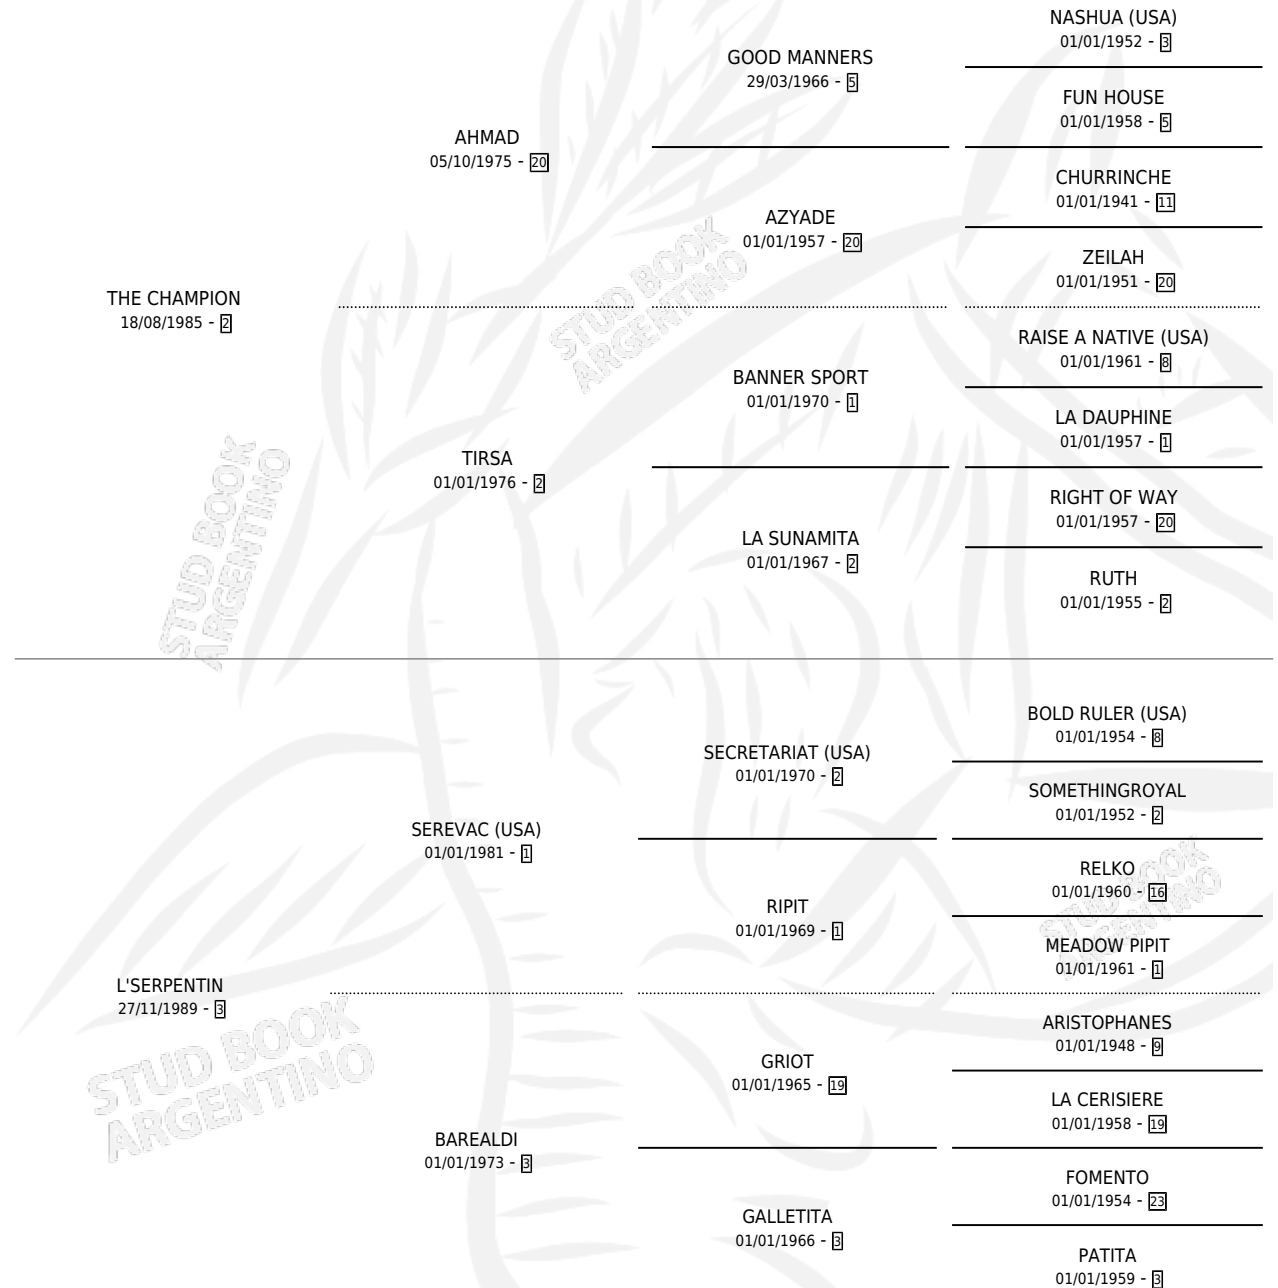 NASHUA (USA)
01/01/1952 - 3
GOOD MANNERS
29/03/1966 - 5
FUN HOUSE
01/01/1958 - 5
AHMAD
05/10/1975 - 20
CHURRINCHE
01/01/1941 - 11
AZYADE
01/01/1957 - 20
ZEILAH
01/01/1951 - 20
THE CHAMPION
18/08/1985 - 2
RAISE A NATIVE (USA)
01/01/1961 - 8
BANNER SPORT
01/01/1970 - 1
LA DAUPHINE
01/01/1957 - 1
TIRSA
01/01/1976 - 2
RIGHT OF WAY
01/01/1957 - 20
LA SUNAMITA
01/01/1967 - 2
RUTH
01/01/1955 - 2
BOLD RULER (USA)
01/01/1954 - 8
SECRETARIAT (USA)
01/01/1970 - 2
SOMETHINGROYAL
01/01/1952 - 2
SEREVAC (USA)
01/01/1981 - 1
RELKO
01/01/1960 - 16
RIPIT
01/01/1969 - 1
MEADOW PIPIT
01/01/1961 - 1
L'SERPENTIN
27/11/1989 - 3
ARISTOPHANES
01/01/1948 - 9
GRIOT
01/01/1965 - 19
LA CERISIERE
01/01/1958 - 19
BAREALDI
01/01/1973 - 3
FOMENTO
01/01/1954 - 23
GALLETITA
01/01/1966 - 3
PATITA
01/01/1959 - 3
STUD BOOK
ARGENTINO
STUD BOOK
ARGENTINO
STUD BOOK
ARGENTINO
STUD BOOK
ARGENTINO